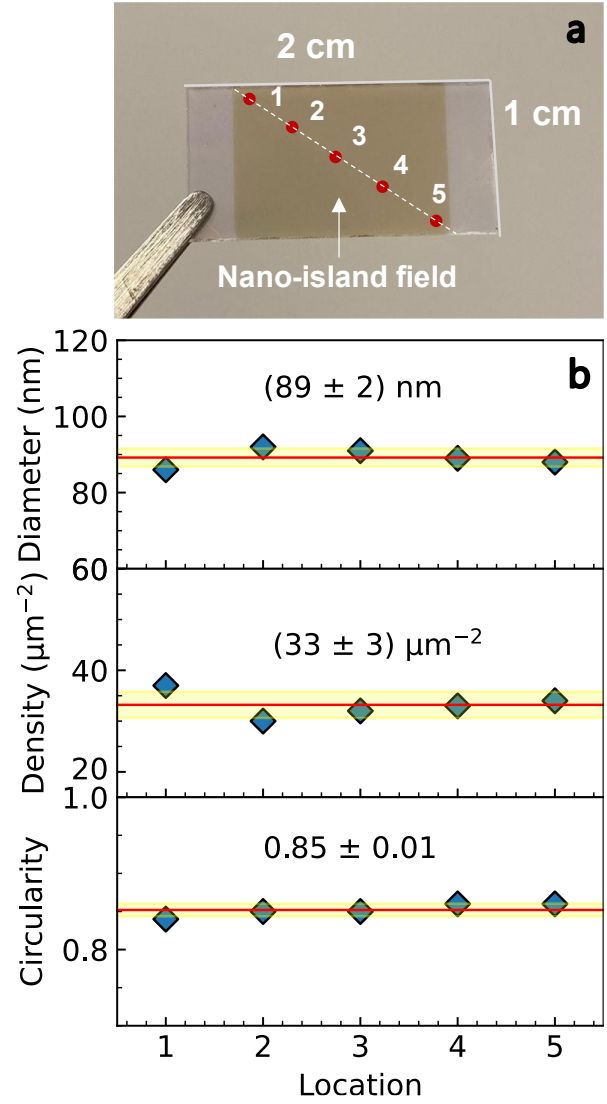 a
2 cm
1 cm
1
2
3
4
5
Nano-island field
b
Diameter (nm)
120
100
80
60
(89 ± 2) nm
Density (μm⁻²)
60
40
20
(33 ± 3) μm⁻²
Circularity
1.0
0.8
0.85 ± 0.01
1 2 3 4 5
Location